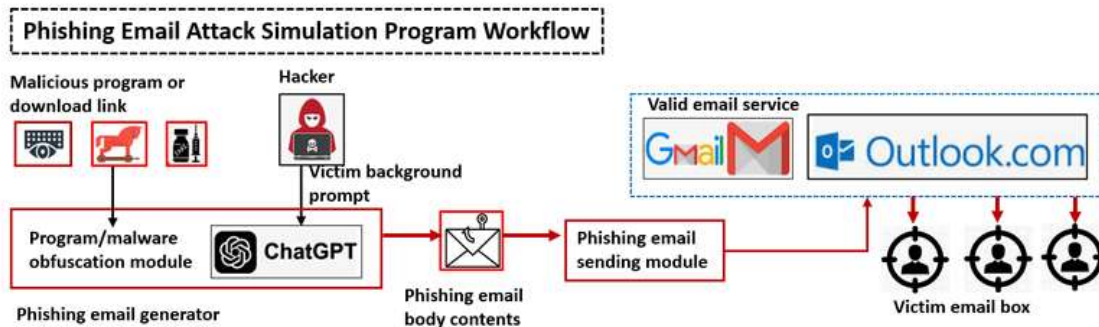 Phishing Email Attack Simulation Program Workflow
Malicious program or
download link
Hacker
Victim background
prompt
Program/malware
obfuscation module
ChatGPT
Phishing email generator
Phishing email
body contents
Phishing email
sending module
Valid email service
Gmail
Outlook.com
Victim email box